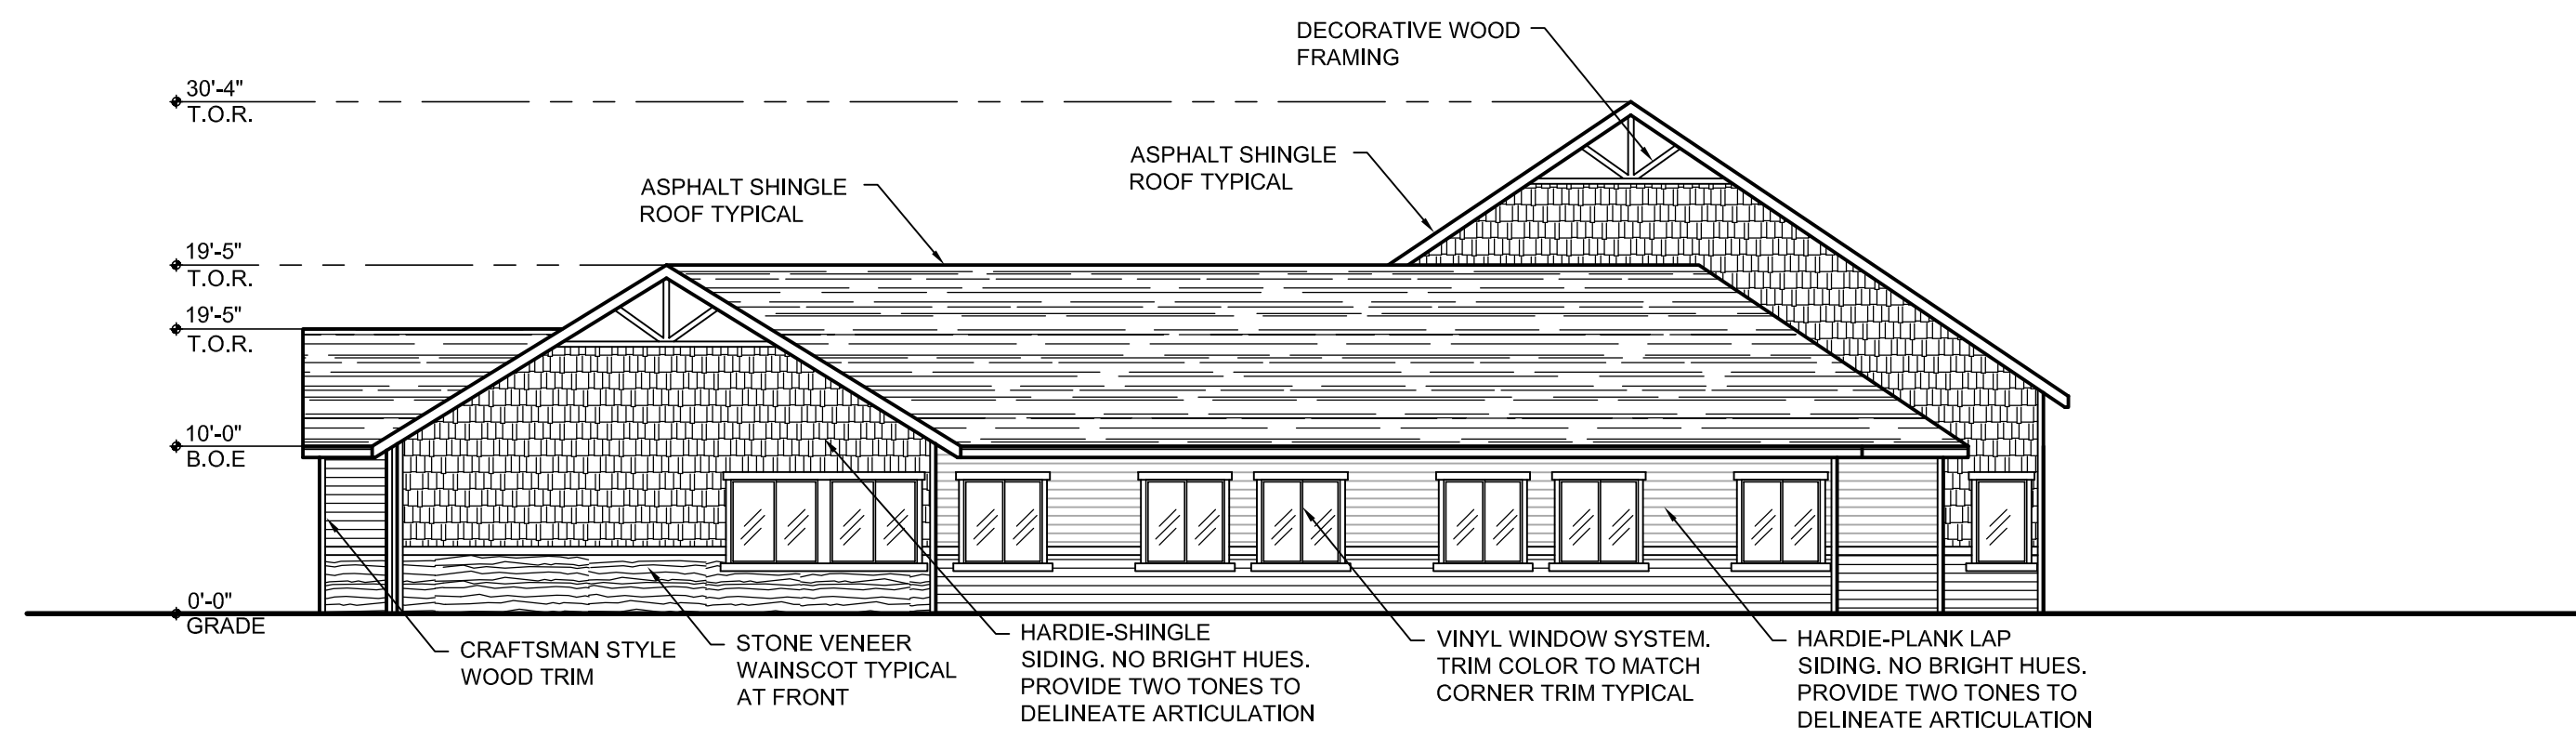 DECORATIVE WOOD
FRAMING
30'-4"
T.O.R.
ASPHALT SHINGLE
ROOF TYPICAL
ASPHALT SHINGLE
ROOF TYPICAL
19'-5"
T.O.R.
19'-5"
T.O.R.
10'-0"
B.O.E
0'-0"
GRADE
CRAFTSMAN STYLE
WOOD TRIM
STONE VENEER
WAINSCOT TYPICAL
AT FRONT
HARDIE-SHINGLE
SIDING. NO BRIGHT HUES.
PROVIDE TWO TONES TO
DELINEATE ARTICULATION
VINYL WINDOW SYSTEM.
TRIM COLOR TO MATCH
CORNER TRIM TYPICAL
HARDIE-PLANK LAP
SIDING. NO BRIGHT HUES.
PROVIDE TWO TONES TO
DELINEATE ARTICULATION